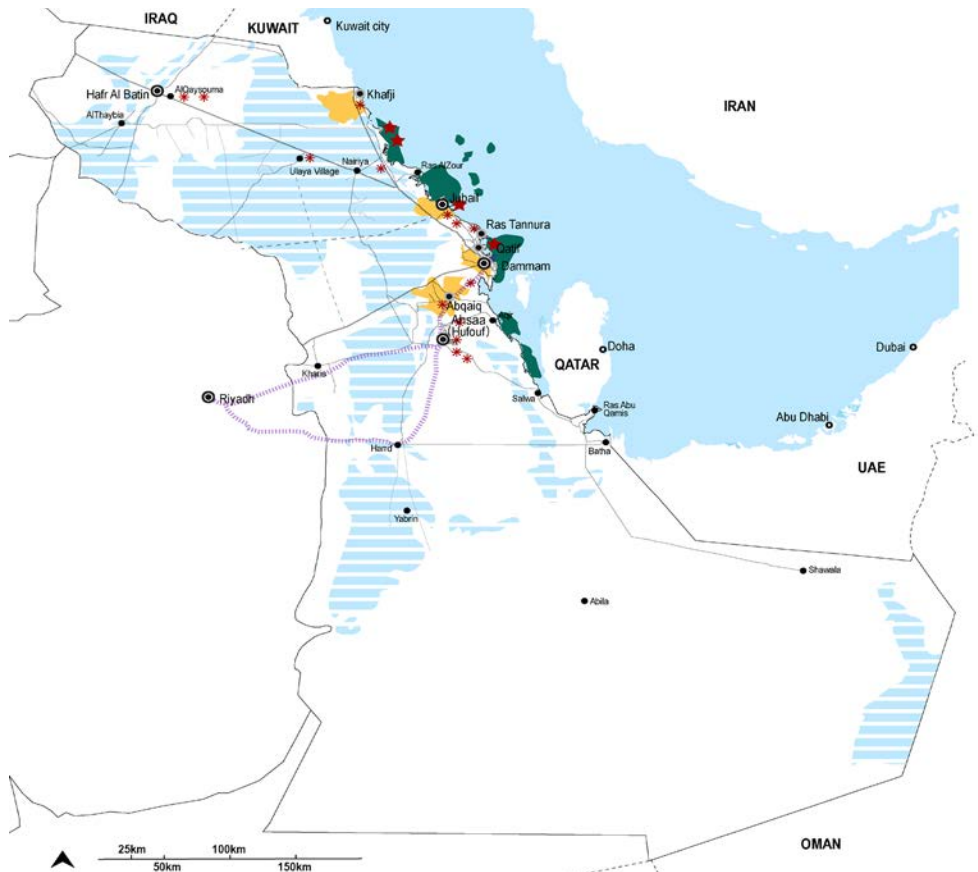 IRAQ
KUWAIT
Kuwait city
IRAN
Hafr Al Batin
AlQaysouma
Khafji
AlThaybia
Ulaya Village
Nairiya
Ras AlZour
Jubail
Ras Tannura
Qatif
Dammam
Abqaiq
Ahsaa
(Hufouf)
Doha
Dubai
QATAR
Khariis
Riyadh
Salwa
Ras Abu
Qamis
Abu Dhabi
Hard
Batha
UAE
Yabrin
Shawala
Abila
OMAN
25km
100km
50km
150km